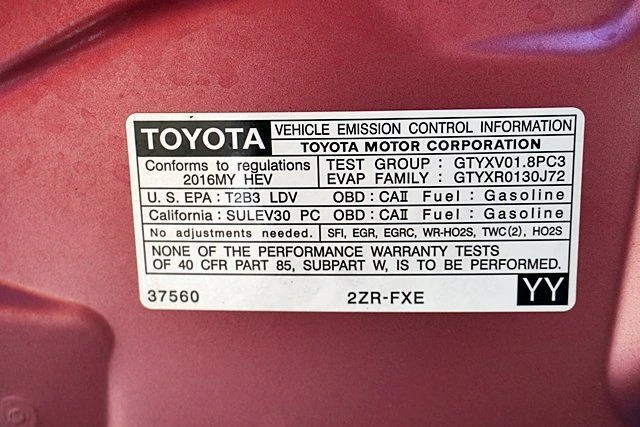 TOYOTA VEHICLE EMISSION CONTROL INFORMATION
TOYOTA MOTOR CORPORATION
Conforms to regulations
2016MY HEV
TEST GROUP : GTYXV01.8PC3
EVAP FAMILY : GTYXR0130J72
U. S. EPA : T2B3 LDV OBD : CAII Fuel : Gasoline
California : SULEV30 PC OBD : CAII Fuel : Gasoline
No adjustments needed. SFI, EGR, EGRC, WR-HO2S, TWC(2), HO2S
NONE OF THE PERFORMANCE WARRANTY TESTS
OF 40 CFR PART 85, SUBPART W, IS TO BE PERFORMED.
37560 2ZR-FXE YY